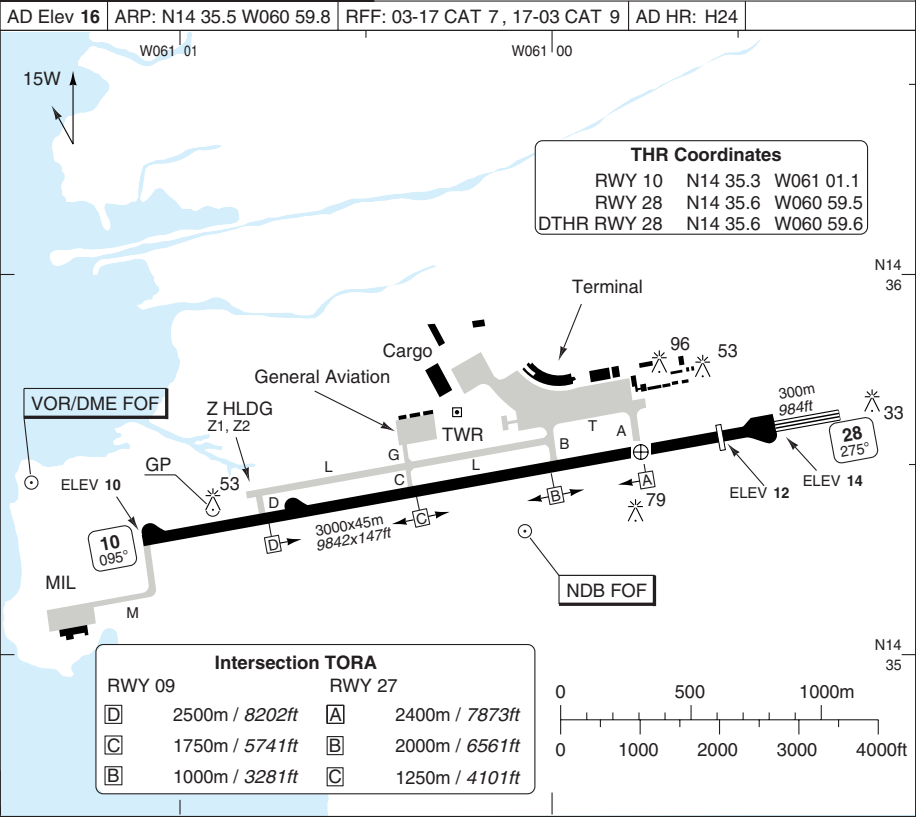 AD Elev 16 ARP: N14 35.5 W060 59.8 RFF: 03-17 CAT 7 , 17-03 CAT 9 AD HR: H24
W061 01 W061 00
15W
THR Coordinates
RWY 10 N14 35.3 W061 01.1
RWY 28 N14 35.6 W060 59.5
DTHR RWY 28 N14 35.6 W060 59.6
N14
36
Terminal
Cargo
96
53
General Aviation
300m
984ft
33
VOR/DME FOF
Z HLDG
Z1, Z2
TWR
T
A
B
28
275°
G
L
L
GP
53
ELEV 10
C
D
ELEV 12
ELEV 14
A
B
79
C
D
3000x45m
9842x147ft
10
095°
NDB FOF
MIL
M
N14
35
Intersection TORA
RWY 09 RWY 27
D 2500m / 8202ft A 2400m / 7873ft
C 1750m / 5741ft B 2000m / 6561ft
B 1000m / 3281ft C 1250m / 4101ft
0 500 1000m
0 1000 2000 3000 4000ft